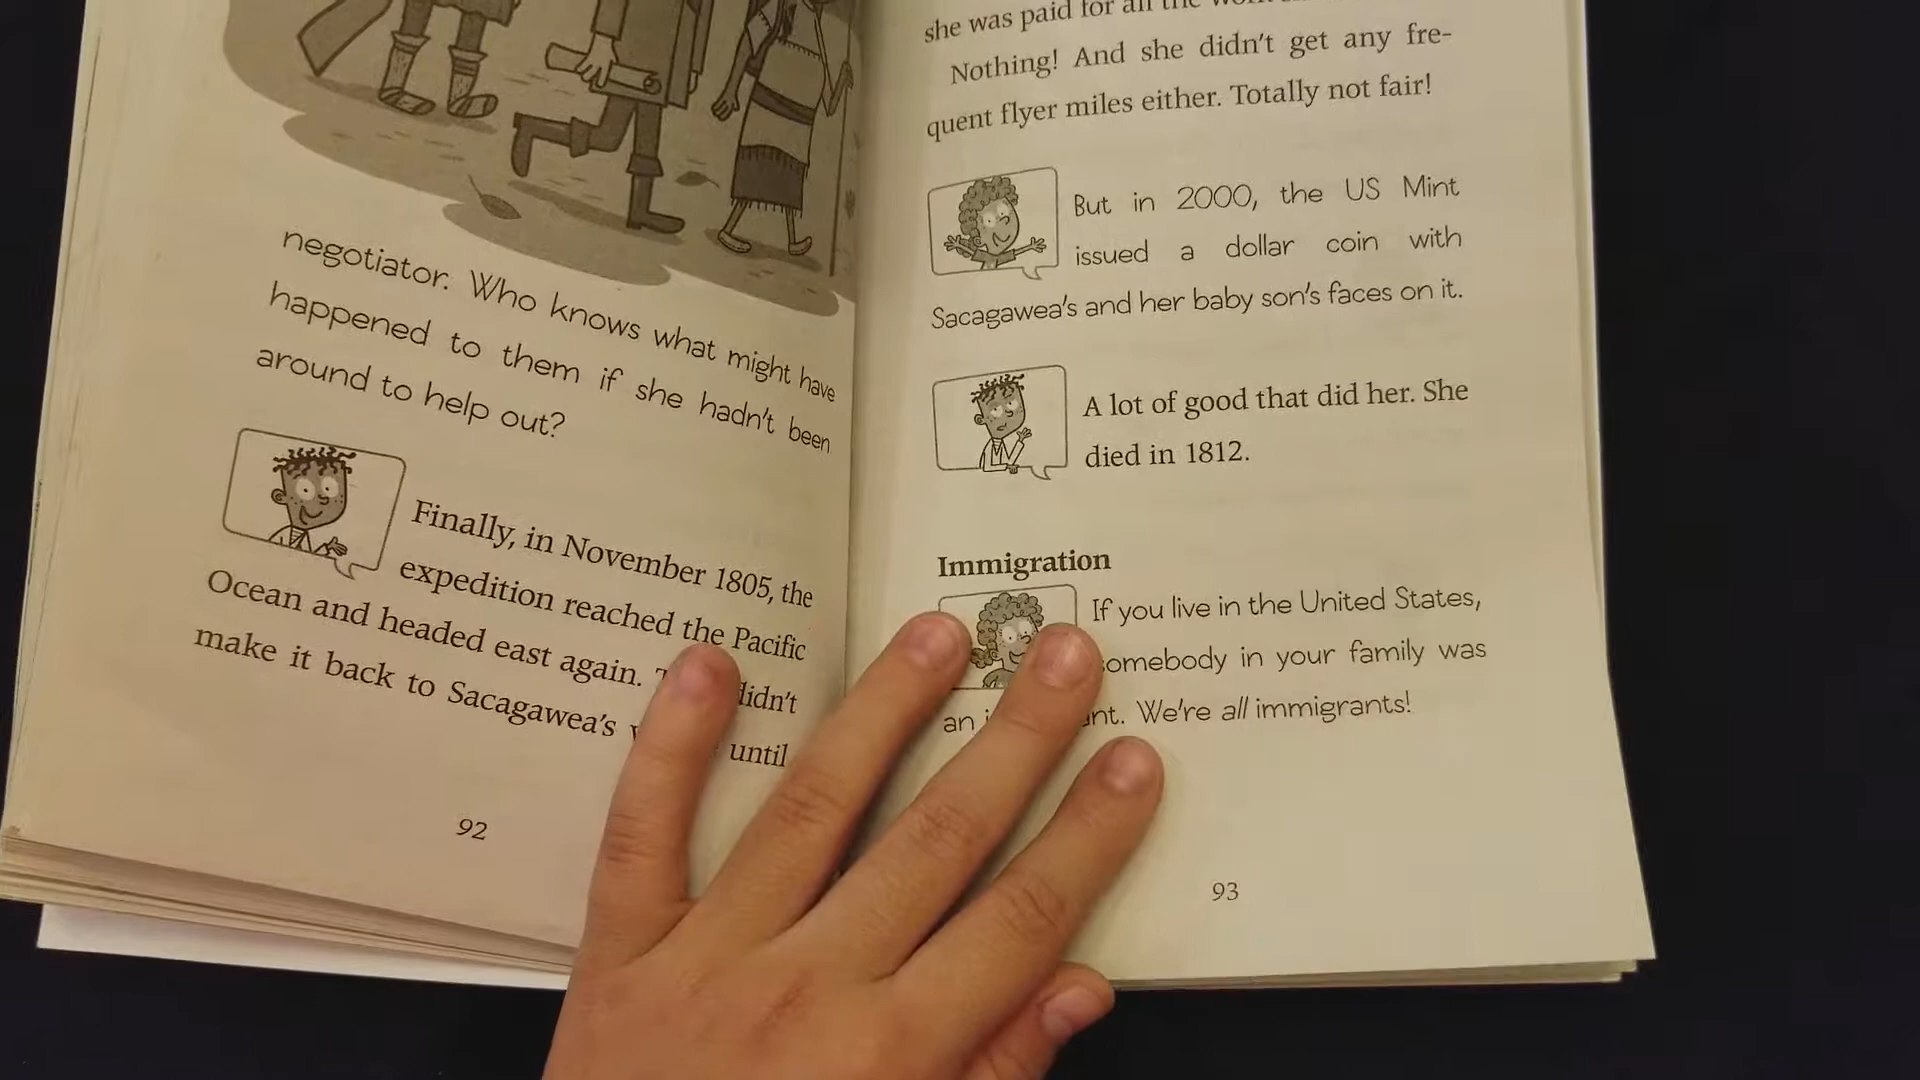 negotiator. Who knows what might have
happened to them if she hadn't been
around to help out?
Finally, in November 1805, the
expedition reached the Pacific
Ocean and headed east again. didn't
make it back to Sacagawea's until
92
she was paid for all the
Nothing! And she didn't get any fre-
quent flyer miles either. Totally not fair!
But in 2000, the US Mint
issued a dollar coin with
Sacagawea's and her baby son's faces on it.
A lot of good that did her. She
died in 1812.
Immigration
If you live in the United States,
somebody in your family was
an We're all immigrants!
93